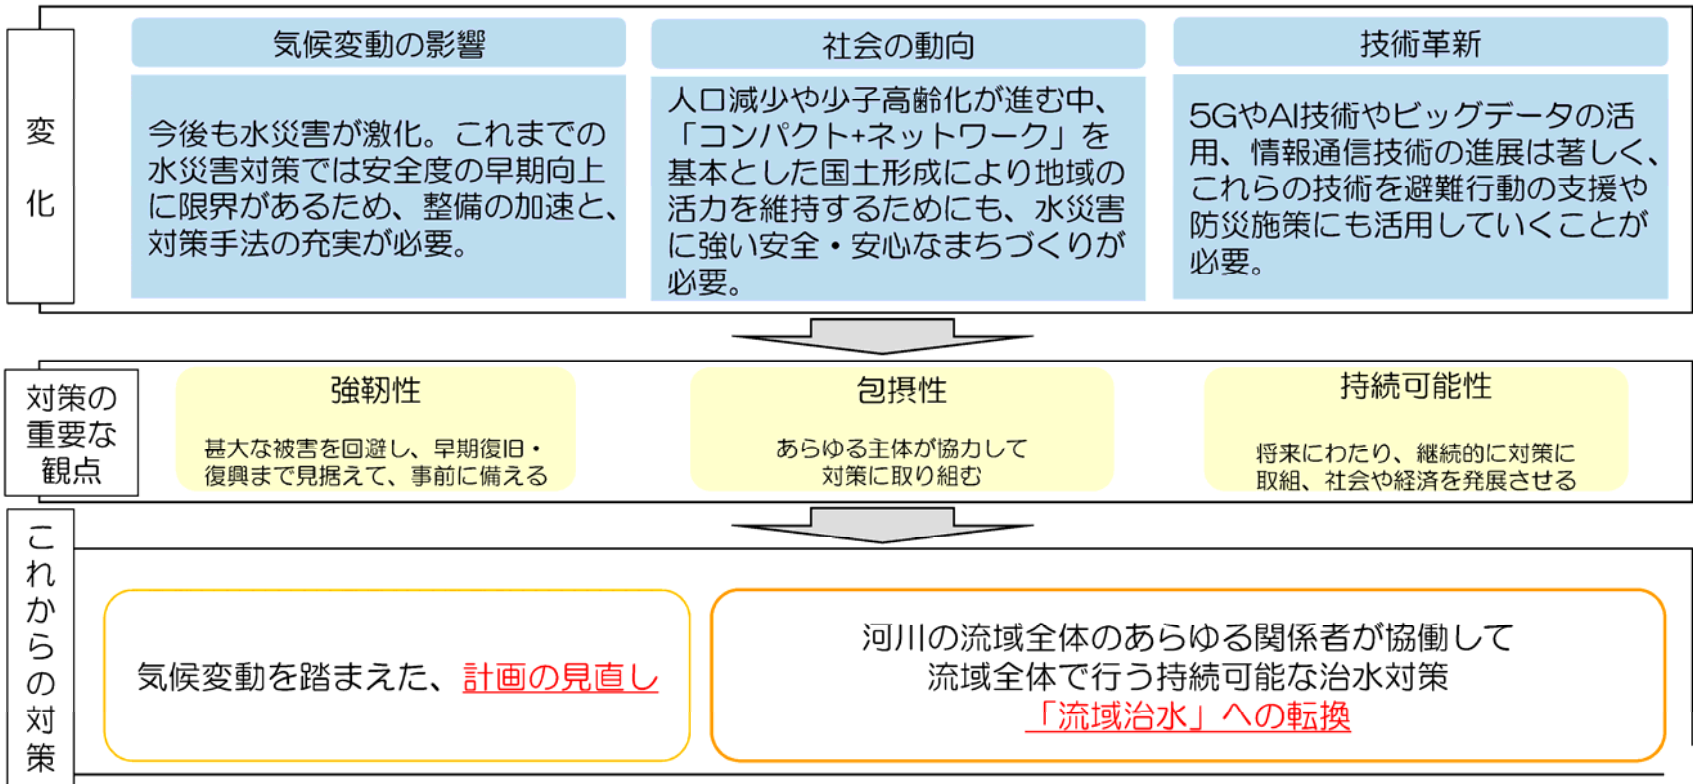 変化
気候変動の影響
今後も水災害が激化。これまでの
水災害対策では安全度の早期向上
に限界があるため、整備の加速と、
対策手法の充実が必要。
社会の動向
人口減少や少子高齢化が進む中、
「コンパクト+ネットワーク」を
基本とした国土形成により地域の
活力を維持するためにも、水災害
に強い安全・安心なまちづくりが
必要。
技術革新
5GやAI技術やビッグデータの活
用、情報通信技術の進展は著しく、
これらの技術を避難行動の支援や
防災施策にも活用していくことが
必要。
対策の
重要な
観点
強靭性
甚大な被害を回避し、早期復旧・
復興まで見据えて、事前に備える
包摂性
あらゆる主体が協力して
対策に取り組む
持続可能性
将来にわたり、継続的に対策に
取組、社会や経済を発展させる
これからの対策
気候変動を踏まえた、計画の見直し
河川の流域全体のあらゆる関係者が協働して
流域全体で行う持続可能な治水対策
「流域治水」への転換